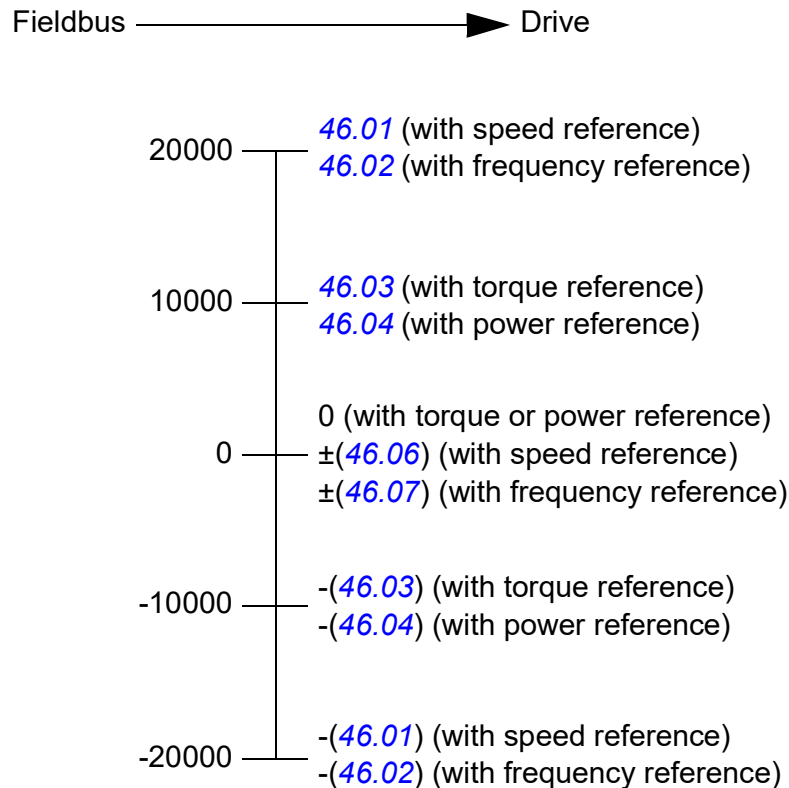 Fieldbus Drive
46.01 (with speed reference)
20000
46.02 (with frequency reference)
46.03 (with torque reference)
10000
46.04 (with power reference)
0 (with torque or power reference)
0 ±(46.06) (with speed reference)
±(46.07) (with frequency reference)
-(46.03) (with torque reference)
-10000
-(46.04) (with power reference)
-(46.01) (with speed reference)
-20000
-(46.02) (with frequency reference)